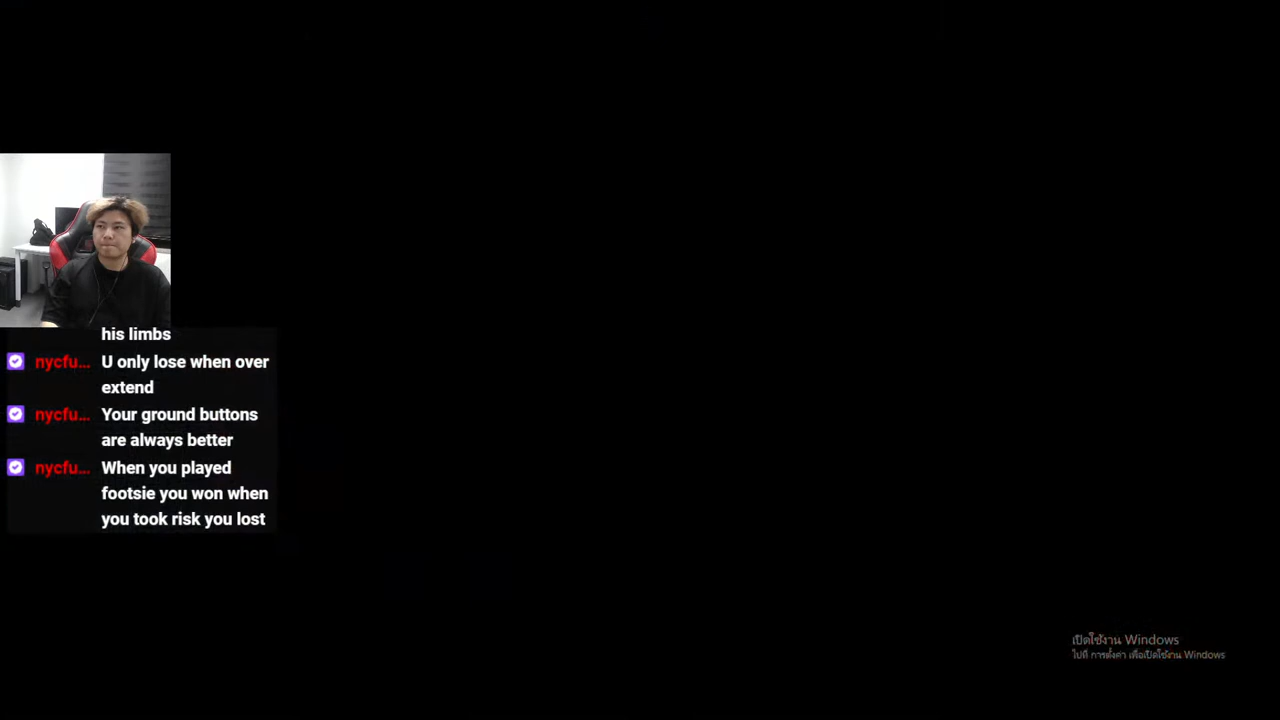 his limbs
nycfu... U only lose when over
extend
nycfu... Your ground buttons
are always better
nycfu... When you played
footsie you won when
you took risk you lost
เปิดใช้งาน Windows
ไปที่ การตั้งค่า เพื่อเปิดใช้งาน Windows